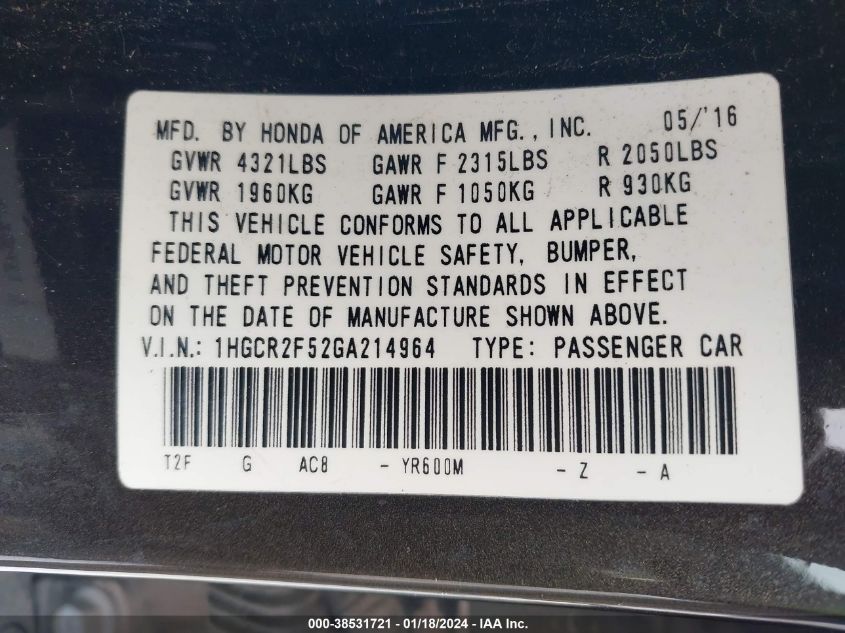 MFD. BY HONDA OF AMERICA MFG., INC. 05/'16
GVWR 4321LBS GAWR F 2315LBS R 2050LBS
GVWR 1960KG GAWR F 1050KG R 930KG
THIS VEHICLE CONFORMS TO ALL APPLICABLE
FEDERAL MOTOR VEHICLE SAFETY, BUMPER,
AND THEFT PREVENTION STANDARDS IN EFFECT
ON THE DATE OF MANUFACTURE SHOWN ABOVE.
V.I.N.: 1HGCR2F52GA214964 TYPE: PASSENGER CAR
T2F G AC8 - YR600M - Z - A
000-38531721 - 01/18/2024 - IAA Inc.